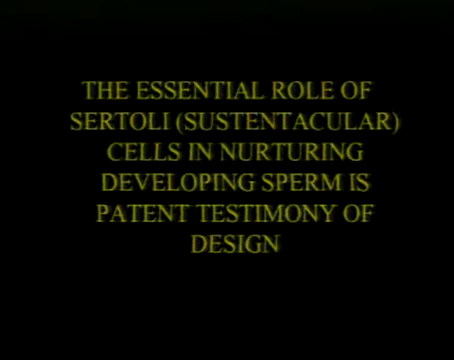 THE ESSENTIAL ROLE OF
SERTOLI (SUSTENTACULAR)
CELLS IN NURTURING
DEVELOPING SPERM IS
PATENT TESTIMONY OF
DESIGN